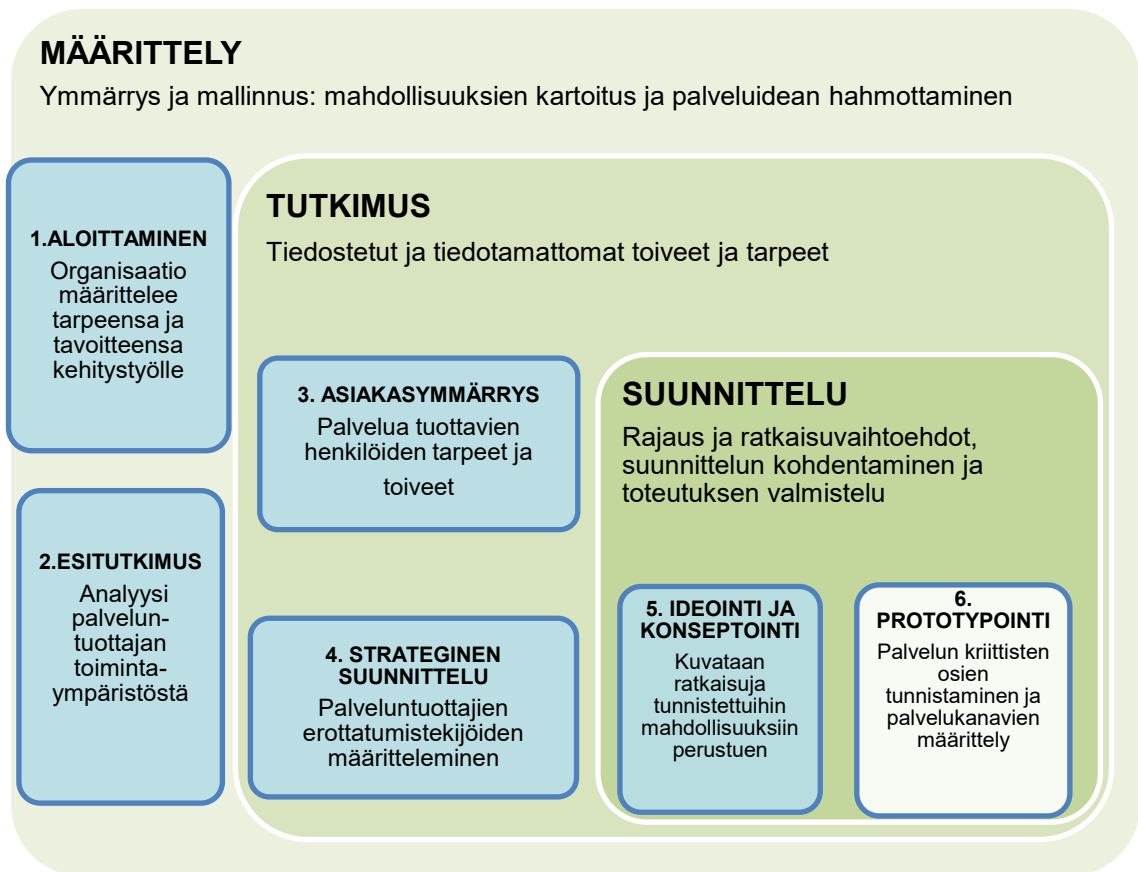 MÄÄRITTELY
Ymmärrys ja mallinnus: mahdollisuuksien kartoitus ja palveluidean hahmottaminen
1.ALOITTAMINEN
Organisaatio
määrittelee
tarpeensa ja
tavoitteensa
kehitystyölle
2.ESITUTKIMUS
Analyysi
palvelun-
tuottajan
toiminta-
ympäristöstä
TUTKIMUS
Tiedostetut ja tiedotamattomat toiveet ja tarpeet
3. ASIAKASYMMÄRRYS
Palvelua tuottavien
henkilöiden tarpeet ja
toiveet
4. STRATEGINEN
SUUNNITTELU
Palveluntuottajien
erottatumistekijöiden
määritteleminen
SUUNNITTELU
Rajaus ja ratkaisuvaihtoehdot,
suunnittelun kohdentaminen ja
toteutuksen valmistelu
5. IDEOINTI JA
KONSEPTOINTI
Kuvataan
ratkaisuja
tunnistettuihin
mahdollisuuksiin
perustuen
6.
PROTOTYPOINTI
Palvelun kriittisten
osien
tunnistaminen ja
palvelukanavien
määrittely